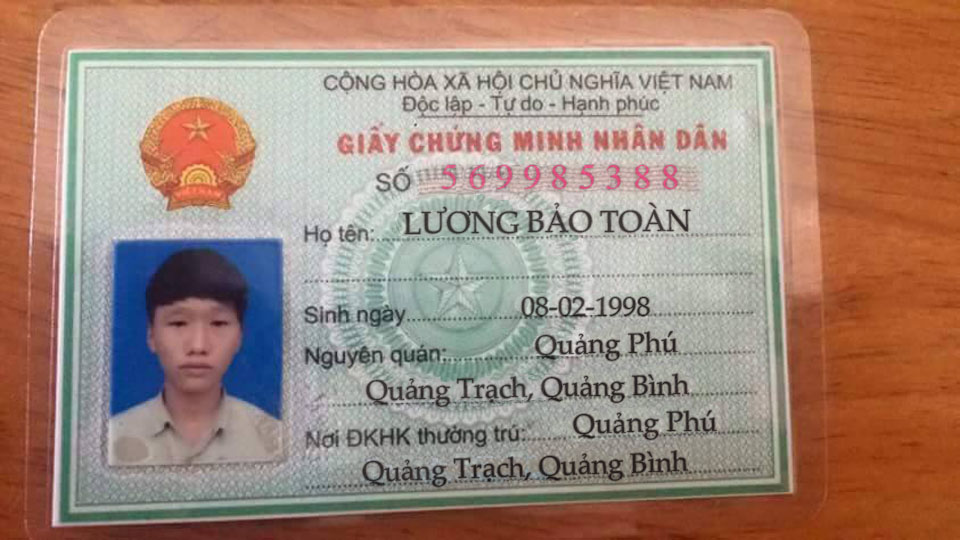 CỘNG HÒA XÃ HỘI CHỦ NGHĨA VIỆT NAM
Độc lập - Tự do - Hạnh phúc
GIẤY CHỨNG MINH NHÂN DÂN
SỐ 569985388
VIỆT NAM
Họ tên: LƯƠNG BẢO TOÀN
Sinh ngày 08-02-1998
Nguyên quán: Quảng Phú
Quảng Trạch, Quảng Bình
Nơi ĐKHK thường trú: Quảng Phú
Quảng Trạch, Quảng Bình